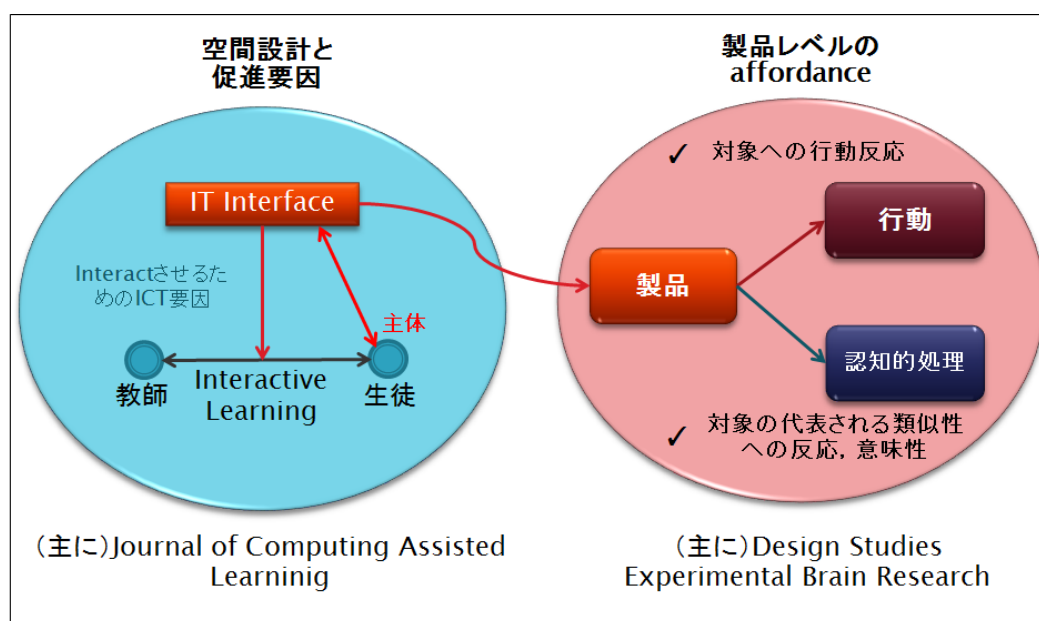 空間設計と
促進要因
IT Interface
Interactさせるた
めのICT要因
主体
教師
Interactive
Learning
生徒
(主に)Journal of Computing Assisted
Learninig
製品レベルの
affordance
✓ 対象への行動反応
行動
製品
認知的処理
✓ 対象の代表される類似性
への反応,意味性
(主に)Design Studies
Experimental Brain Research